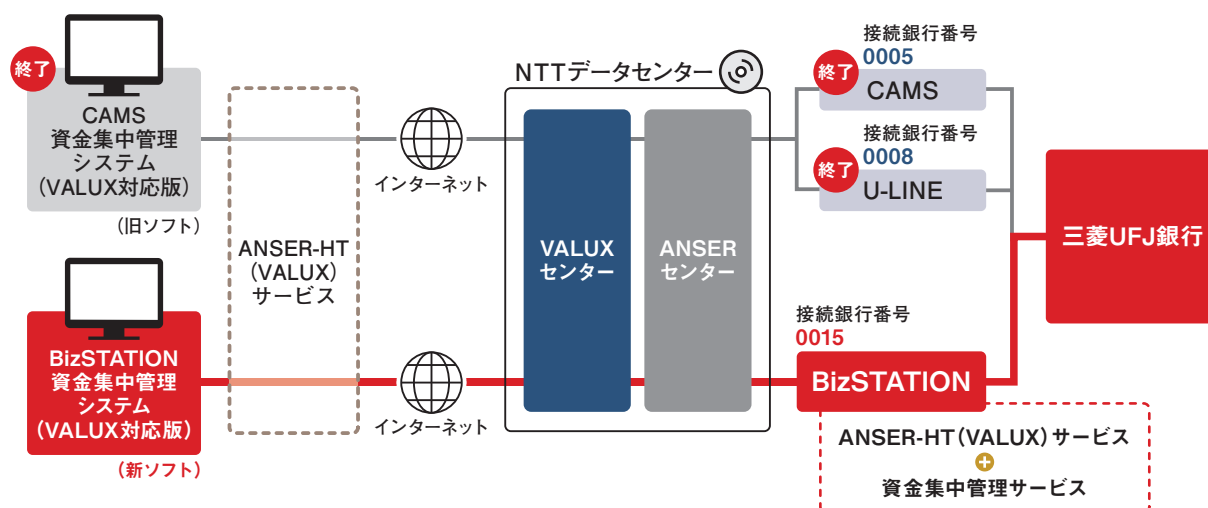 終了
CAMS
資金集中管理
システム
(VALUX対応版)
(旧ソフト)
BizSTATION
資金集中管理
システム
(VALUX対応版)
(新ソフト)
ANSER-HT
(VALUX)
サービス
インターネット
インターネット
NTTデータセンター
VALUX
センター
ANSER
センター
接続銀行番号
0005
終了
CAMS
接続銀行番号
0008
終了
U-LINE
接続銀行番号
0015
BizSTATION
ANSER-HT(VALUX)サービス
+
資金集中管理サービス
三菱UFJ銀行